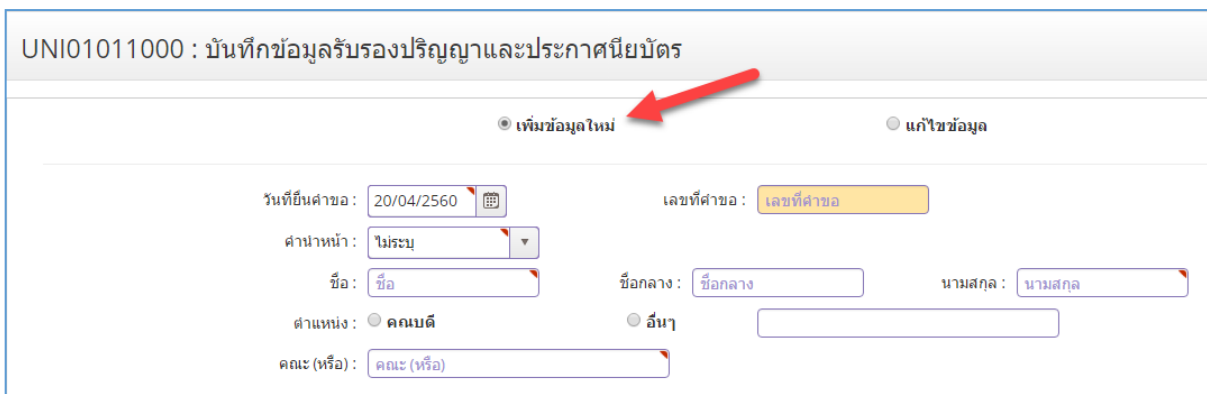 UNI01011000 : บันทึกข้อมูลรับรองปริญญาและประกาศนียบัตร
เพิ่มข้อมูลใหม่ แก้ไขข้อมูล
วันที่ยืนคำขอ : 20/04/2560 เลขที่คำขอ : เลขที่คำขอ
คำนำหน้า : ไม่ระบุ
ชื่อ : ชื่อ ชื่อกลาง : ชื่อกลาง นามสกุล : นามสกุล
ตำแหน่ง : คณบดี อื่นๆ
คณะ (หรือ) : คณะ (หรือ)